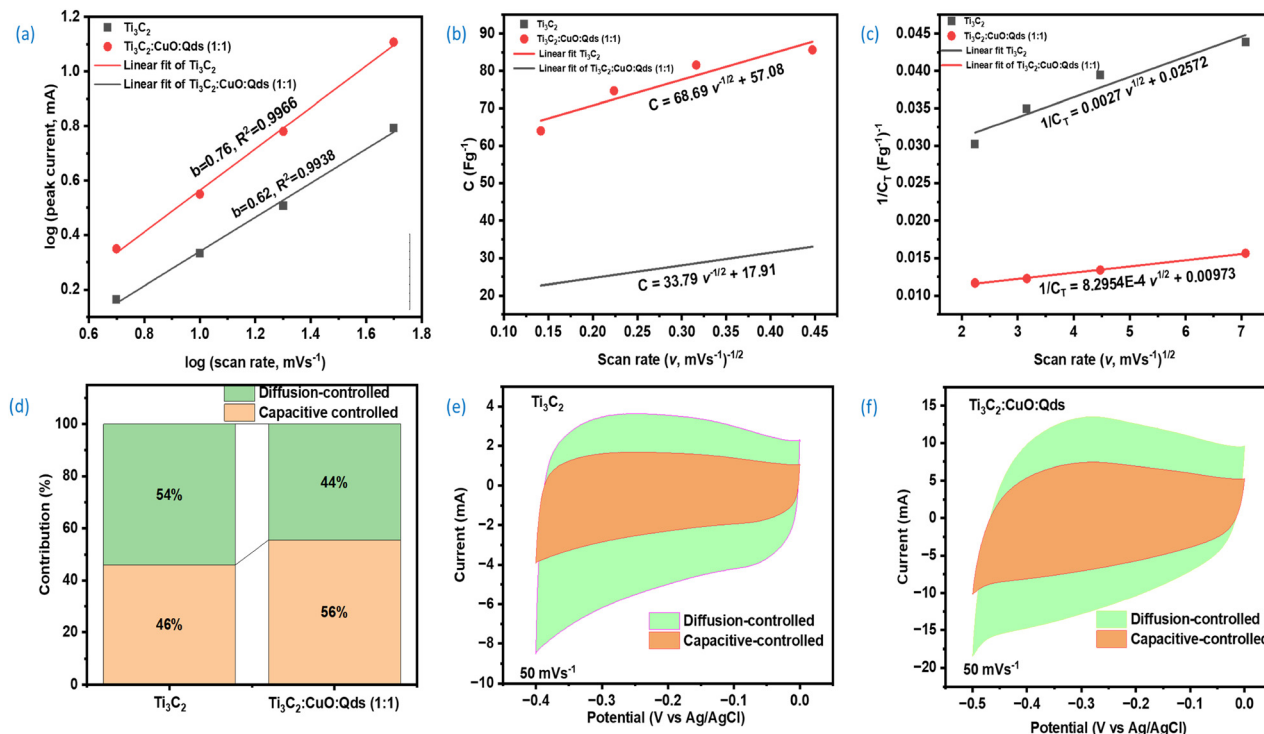 (a)
Ti₃C₂
Ti₃C₂:CuO:Qds (1:1)
Linear fit of Ti₃C₂
Linear fit of Ti₃C₂:CuO:Qds (1:1)
b=0.76, R²=0.9966
b=0.62, R²=0.9938
log (peak current, mA)
1.2
1.0
0.8
0.6
0.4
0.2
0.6 0.8 1.0 1.2 1.4 1.6 1.8
log (scan rate, mVs⁻¹)
(b)
Ti₃C₂
Ti₃C₂:CuO:Qds (1:1)
Linear fit Ti₃C₂
Linear fit of Ti₃C₂:CuO:Qds (1:1)
C = 68.69 v⁻¹/² + 57.08
C = 33.79 v⁻¹/² + 17.91
C (Fg⁻¹)
90
80
70
60
50
40
30
20
0.10 0.15 0.20 0.25 0.30 0.35 0.40 0.45
Scan rate (v, mVs⁻¹)⁻¹/²
(c)
Ti₃C₂
Ti₃C₂:CuO:Qds (1:1)
Linear fit Ti₃C₂
Linear fit of Ti₃C₂:CuO:Qds (1:1)
1/Cᴛ = 0.0027 v¹/² + 0.02572
1/Cᴛ = 8.2954E-4 v¹/² + 0.00973
1/Cᴛ (Fg⁻¹)⁻¹
0.045
0.040
0.035
0.030
0.025
0.020
0.015
0.010
2 3 4 5 6 7
Scan rate (v, mVs⁻¹)¹/²
(d)
Diffusion-controlled
Capacitive controlled
Contribution (%)
100
80
60
40
20
0
54%
44%
46%
56%
Ti₃C₂
Ti₃C₂:CuO:Qds (1:1)
(e)
Ti₃C₂
Current (mA)
4
2
0
−2
−4
−6
−8
−10
Diffusion-controlled
Capacitive-controlled
50 mVs⁻¹
−0.4 −0.3 −0.2 −0.1 0.0
Potential (V vs Ag/AgCl)
(f)
Ti₃C₂:CuO:Qds
Current (mA)
15
10
5
0
−5
−10
−15
−20
Diffusion-controlled
Capacitive-controlled
50 mVs⁻¹
−0.5 −0.4 −0.3 −0.2 −0.1 0.0
Potential (V vs Ag/AgCl)